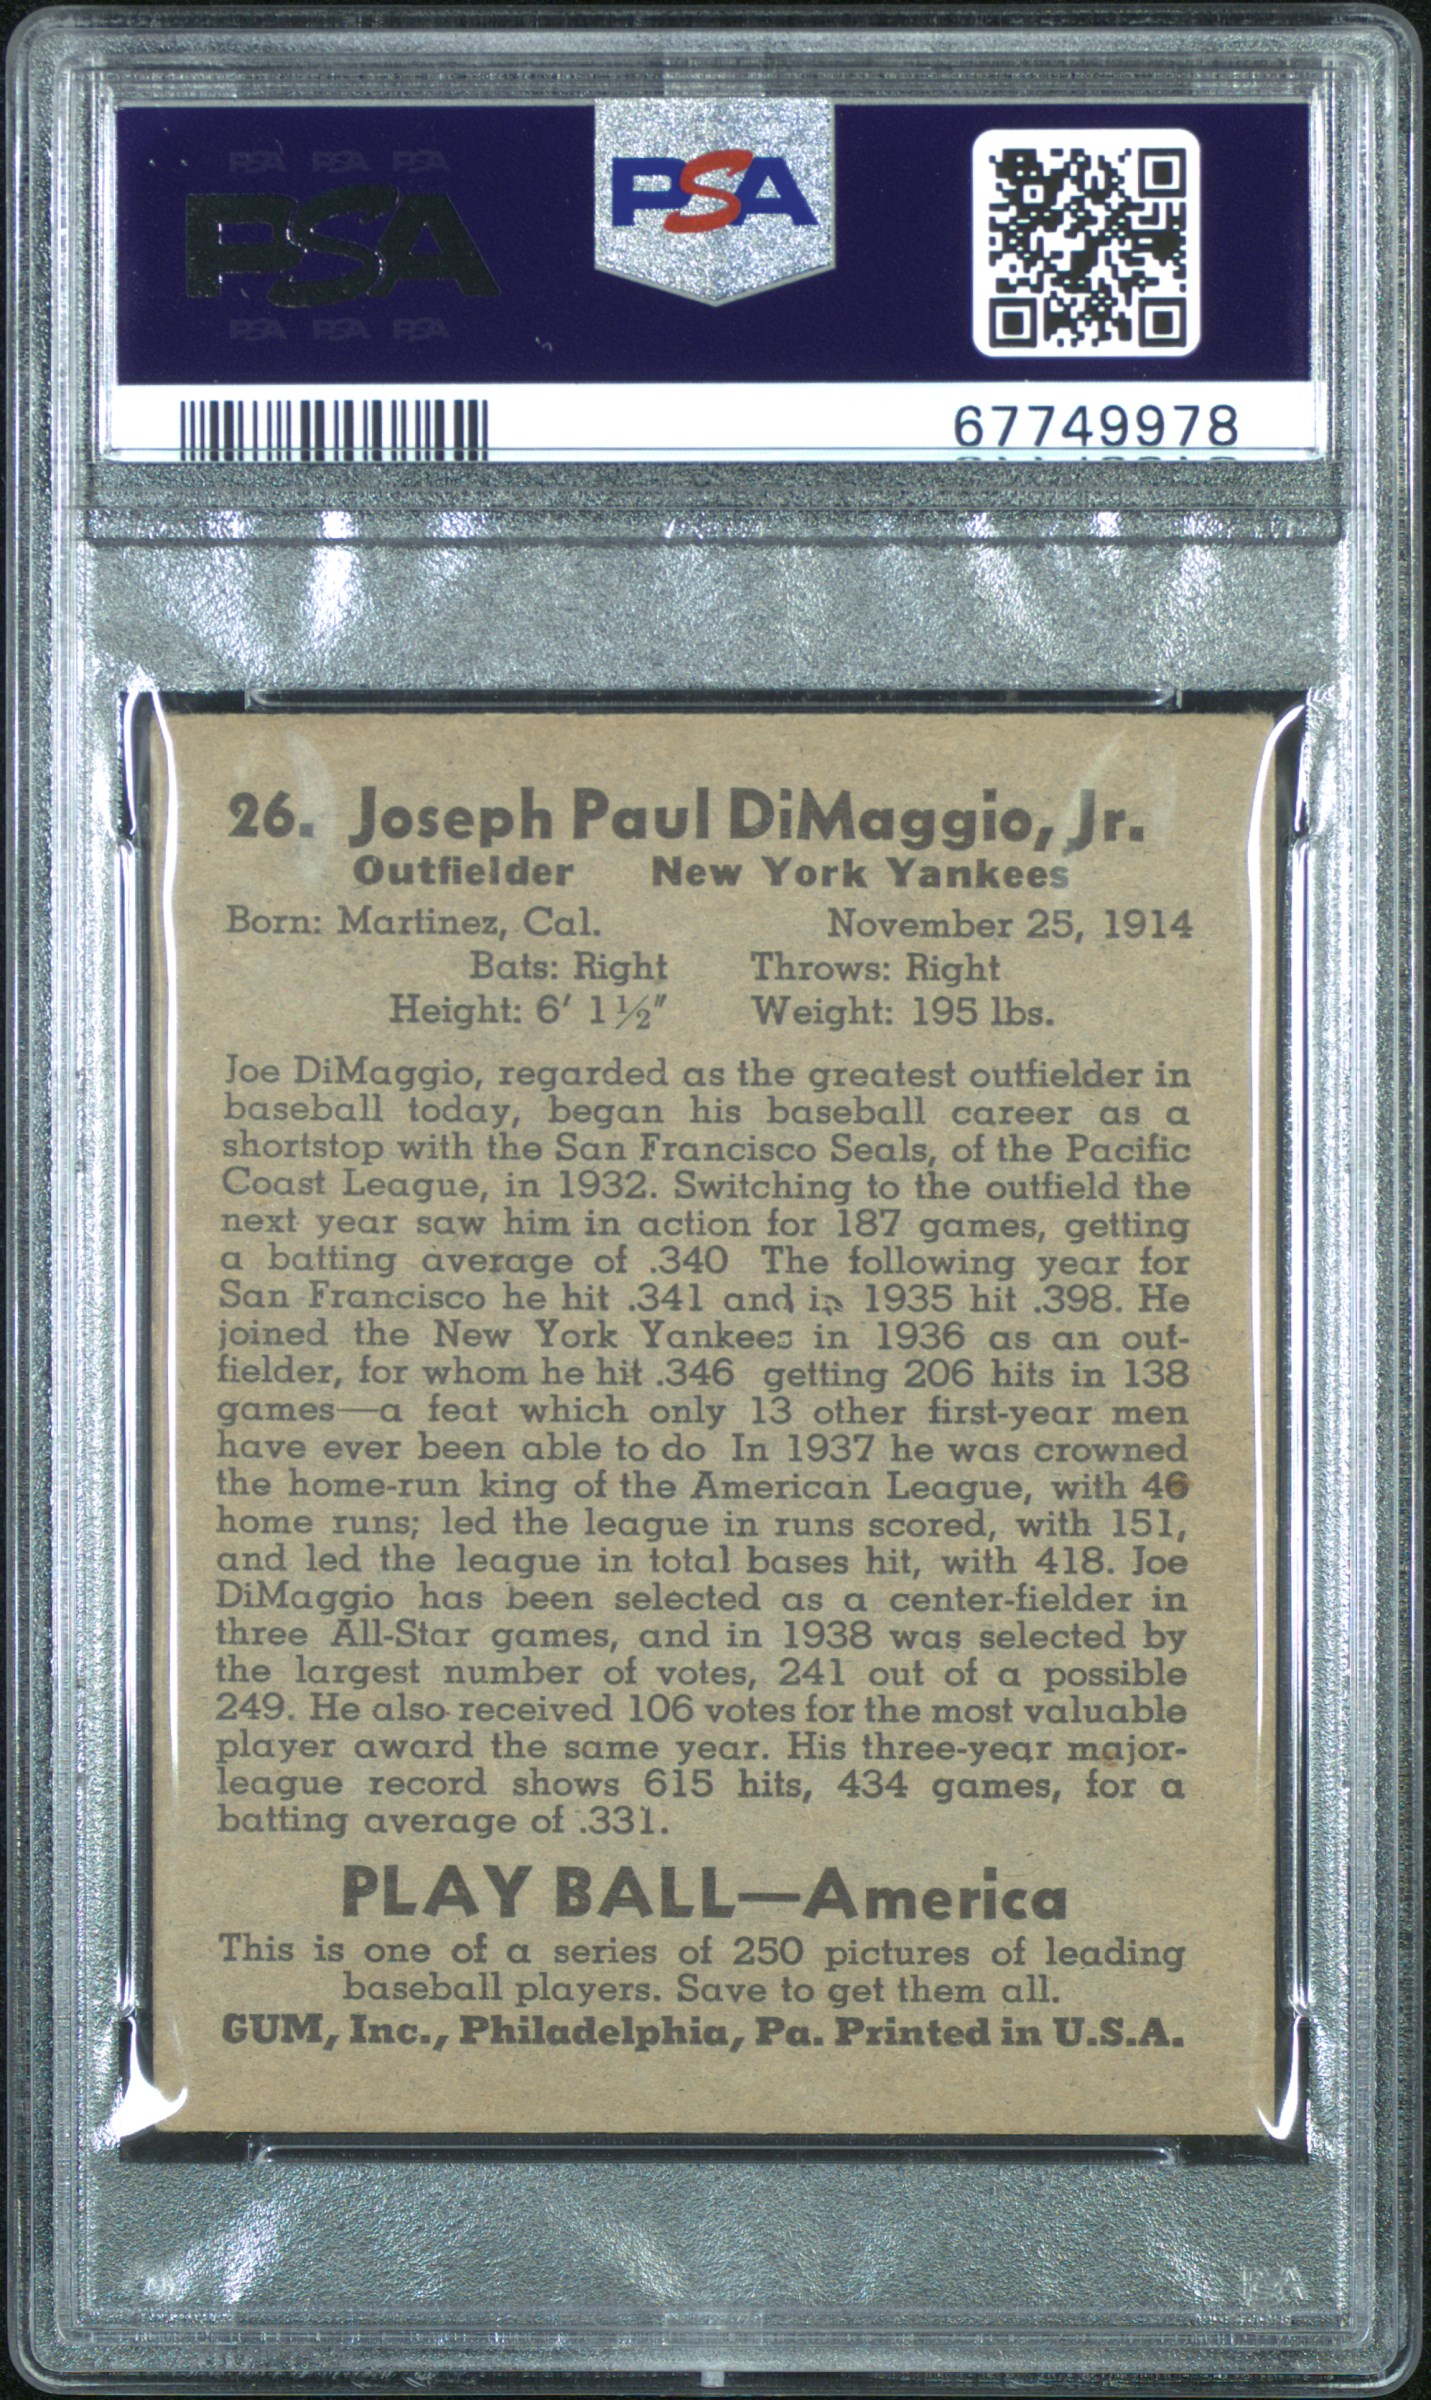 PSA PSA PSA
PSA
PSA PSA PSA
PSA
67749978
26. Joseph Paul DiMaggio, Jr.
Outfielder New York Yankees
Born: Martinez, Cal. November 25, 1914
Bats: Right Throws: Right
Height: 6' 1½" Weight: 195 lbs.
Joe DiMaggio, regarded as the greatest outfielder in
baseball today, began his baseball career as a
shortstop with the San Francisco Seals, of the Pacific
Coast League, in 1932. Switching to the outfield the
next year saw him in action for 187 games, getting
a batting average of .340 The following year for
San Francisco he hit .341 and in 1935 hit .398. He
joined the New York Yankees in 1936 as an out-
fielder, for whom he hit .346 getting 206 hits in 138
games—a feat which only 13 other first-year men
have ever been able to do In 1937 he was crowned
the home-run king of the American League, with 46
home runs; led the league in runs scored, with 151,
and led the league in total bases hit, with 418. Joe
DiMaggio has been selected as a center-fielder in
three All-Star games, and in 1938 was selected by
the largest number of votes, 241 out of a possible
249. He also received 106 votes for the most valuable
player award the same year. His three-year major-
league record shows 615 hits, 434 games, for a
batting average of .331.
PLAY BALL—America
This is one of a series of 250 pictures of leading
baseball players. Save to get them all.
GUM, Inc., Philadelphia, Pa. Printed in U.S.A.
PSA